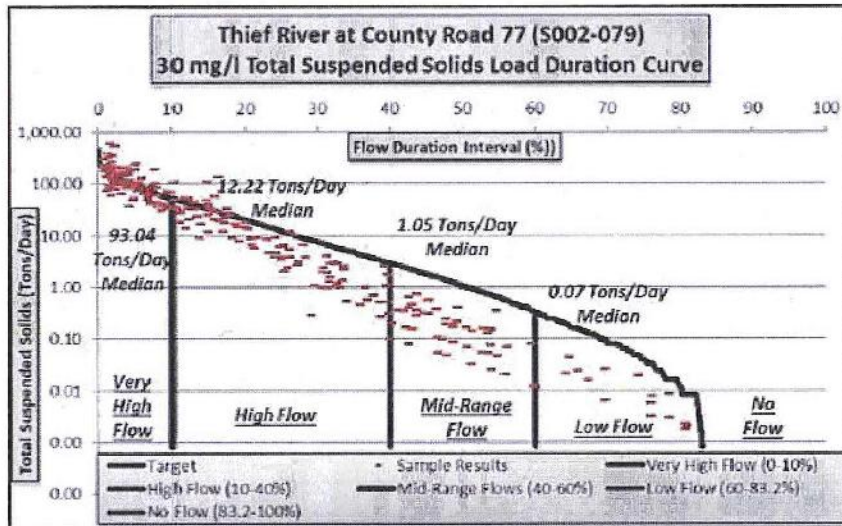 Thief River at County Road 77 (S002-079)
30 mg/l Total Suspended Solids Load Duration Curve
0 10 20 30 40 50 60 70 80 90 100
Flow Duration Interval (%))
Total Suspended Solids (Tons/Day)
1,000.00
100.00
10.00
1.00
0.10
0.01
0.00
0.00
93.04
Tons/Day
Median
12.22 Tons/Day
Median
1.05 Tons/Day
Median
0.07 Tons/Day
Median
Very
High
Flow
High Flow
Mid-Range
Flow
Low Flow
No
Flow
Target
Sample Results
Very High Flow (0-10%)
High Flow (10-40%)
Mid-Range Flows (40-60%)
Low Flow (60-83.2%)
No Flow (83.2-100%)